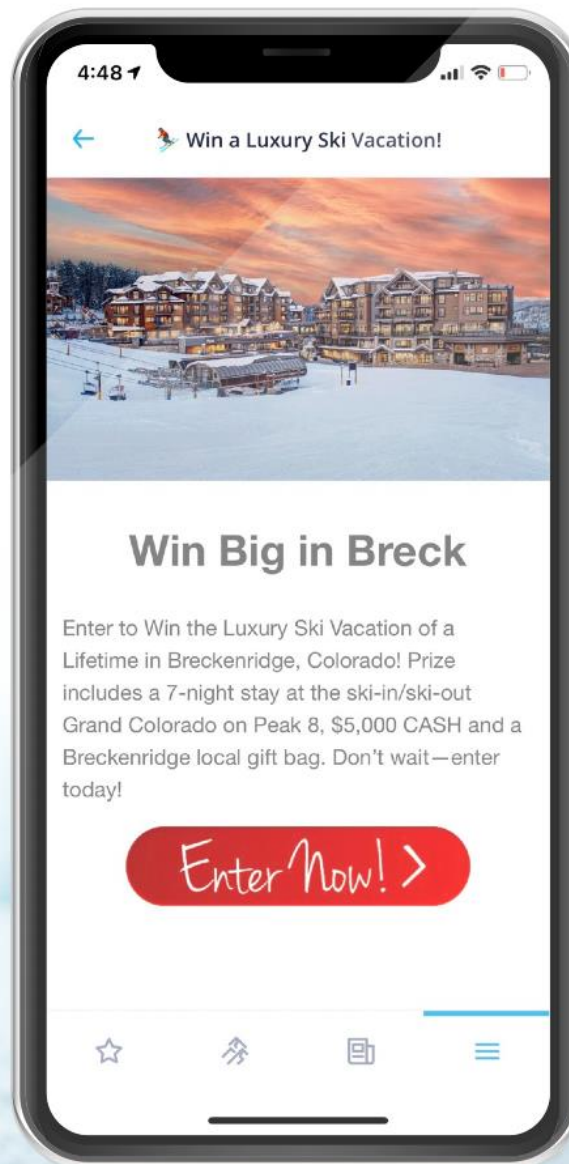 4:48
Win a Luxury Ski Vacation!
Win Big in Breck
Enter to Win the Luxury Ski Vacation of a
Lifetime in Breckenridge, Colorado! Prize
includes a 7-night stay at the ski-in/ski-out
Grand Colorado on Peak 8, $5,000 CASH and a
Breckenridge local gift bag. Don't wait—enter
today!
Enter Now! >